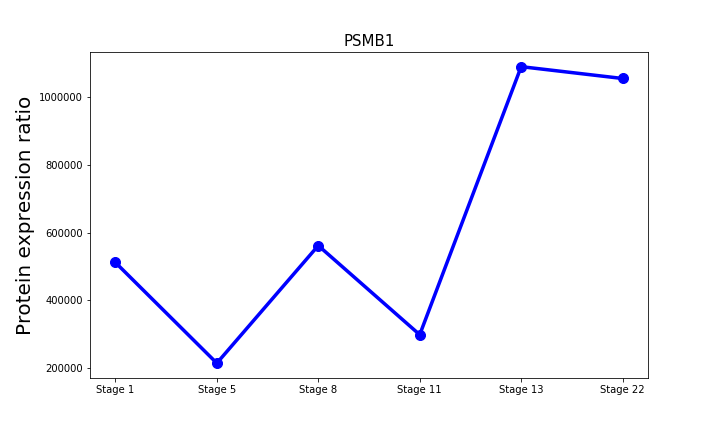 PSMB1
Protein expression ratio
1000000
800000
600000
400000
200000
Stage 1 Stage 5 Stage 8 Stage 11 Stage 13 Stage 22